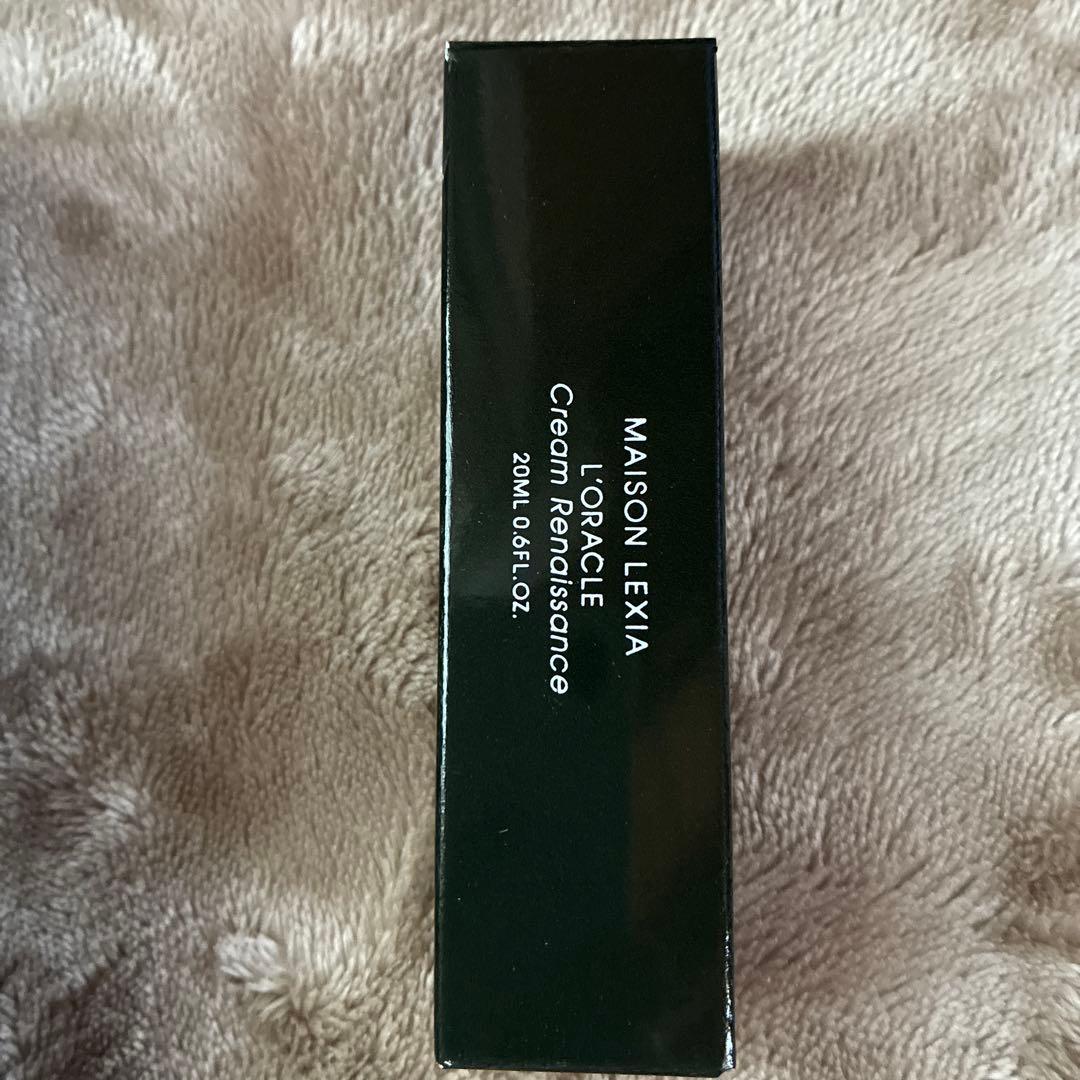 MAISON LEXIA
L'ORACLE
Cream Renaissance
20ML 0.6FL.OZ.